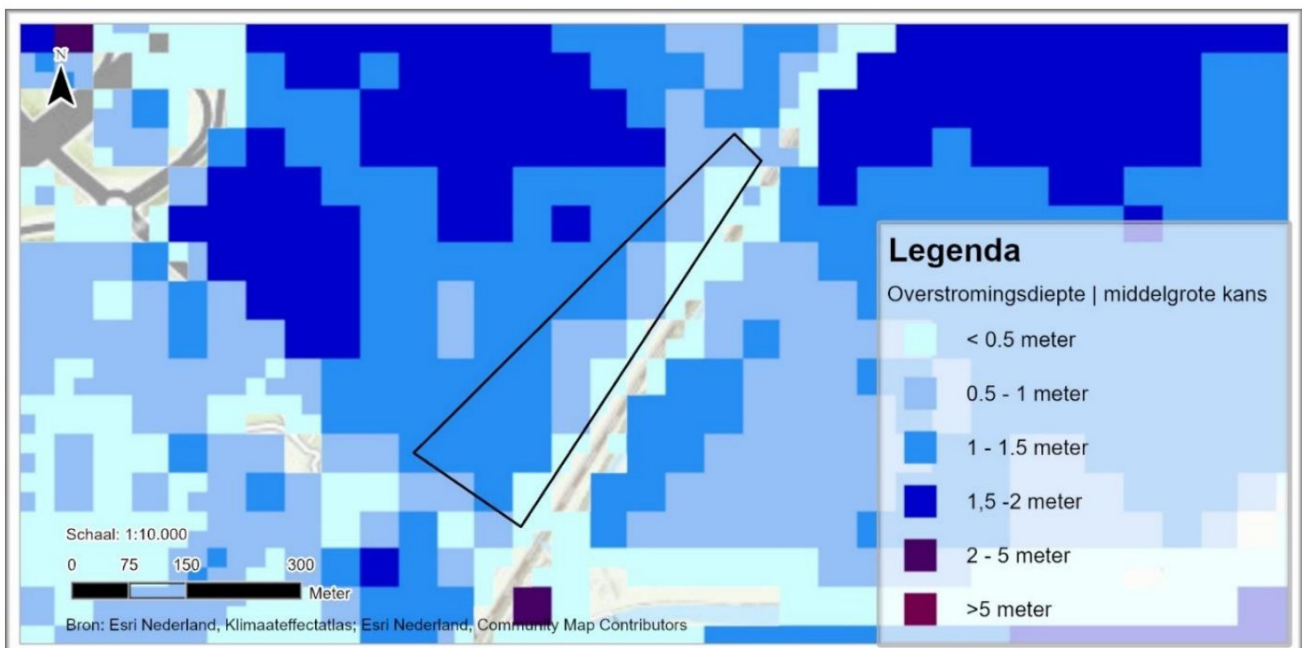 N
Legenda
Overstromingsdiepte | middelgrote kans
< 0.5 meter
0.5 - 1 meter
1 - 1.5 meter
1,5 -2 meter
2 - 5 meter
>5 meter
Schaal: 1:10.000
0 75 150 300
Meter
Bron: Esri Nederland, Klimaateffectatlas; Esri Nederland, Community Map Contributors